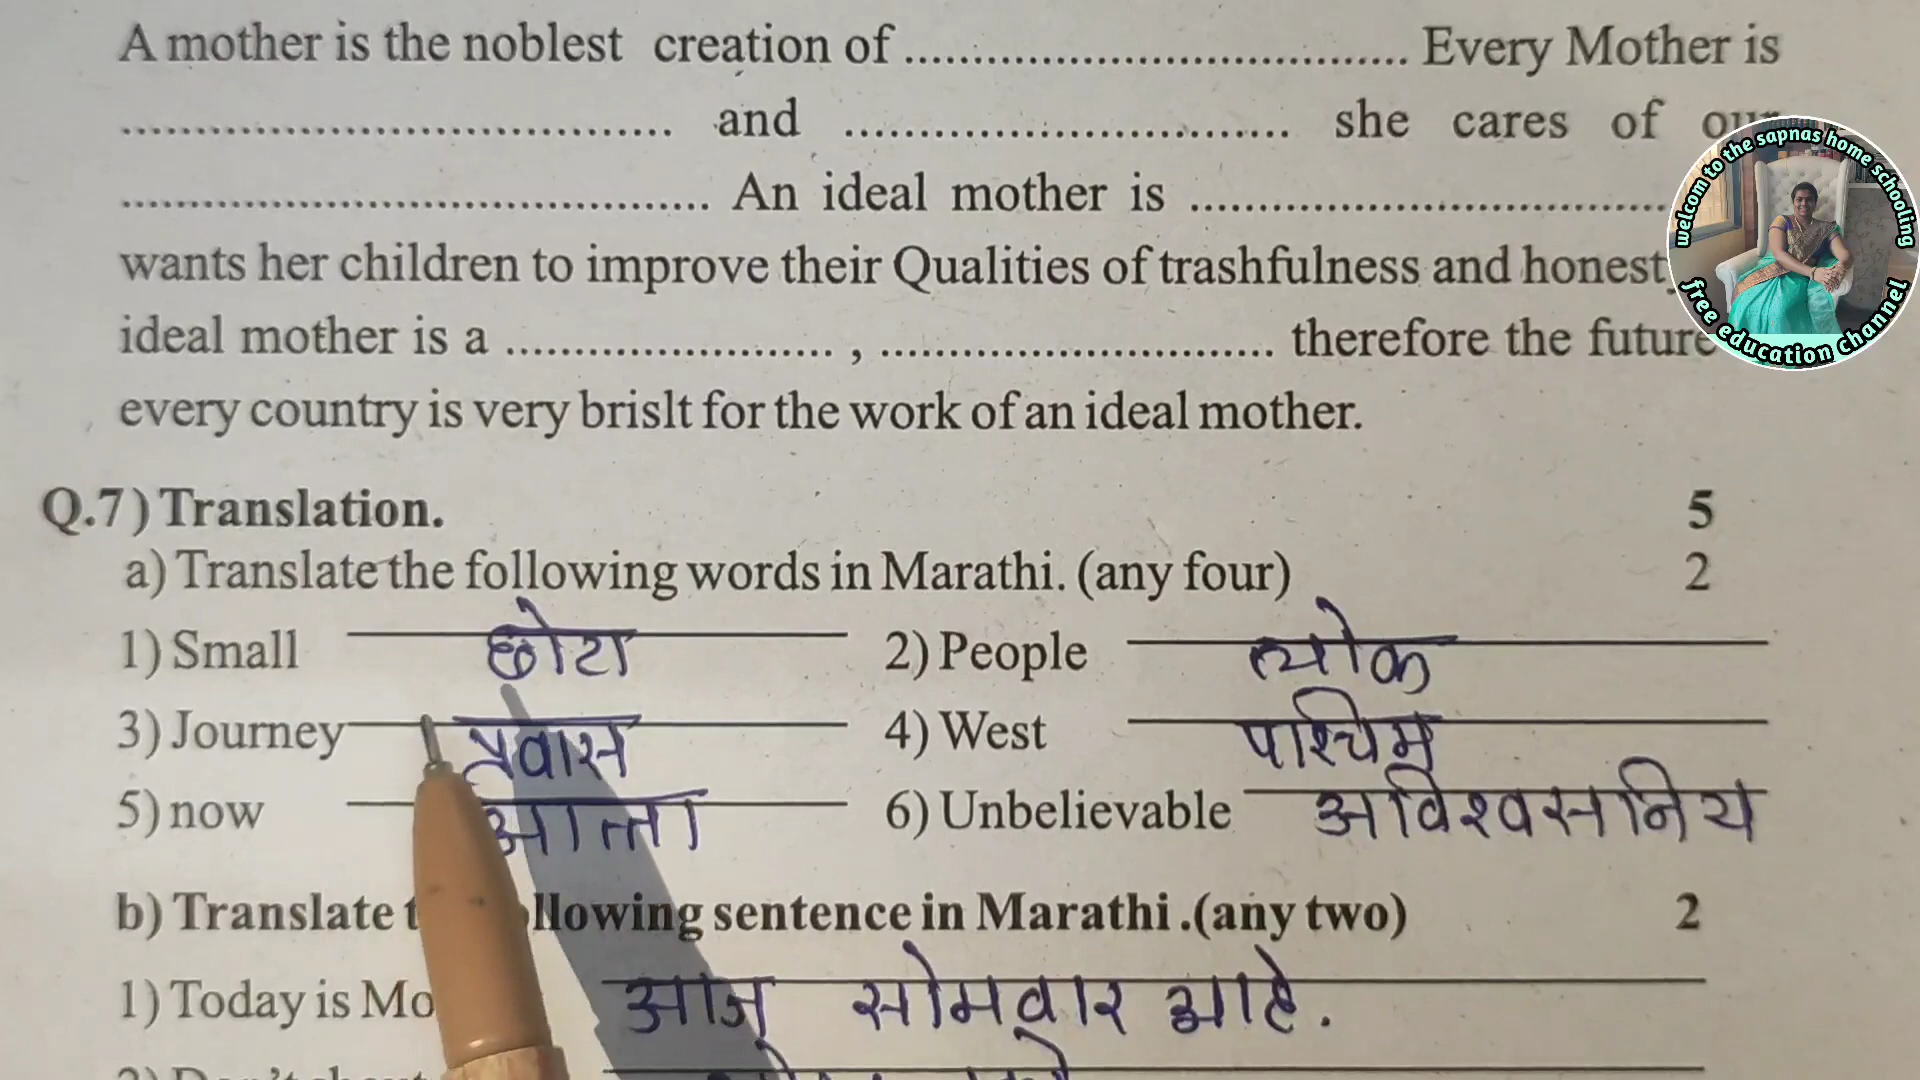 A mother is the noblest creation of ........................................ Every Mother is
........................................ and ................................ she cares of our
........................................ An ideal mother is ........................................
wants her children to improve their Qualities of trashfulness and honest
ideal mother is a ........................ , ............................ therefore the future
every country is very brislt for the work of an ideal mother.
welcom to the sapnas home schooling
free education channel
Q.7) Translation. 5
a) Translate the following words in Marathi. (any four) 2
1) Small छोटा 2) People ल्योक
3) Journey प्रवास 4) West पश्चिम
5) now आत्ता 6) Unbelievable अविश्वसनिय
b) Translate llowing sentence in Marathi .(any two) 2
1) Today is Mo आज सोमवार आहे.
2) Don't shout